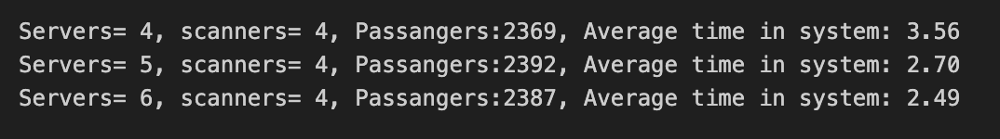 Servers= 4, scanners= 4, Passangers:2369, Average time in system: 3.56
Servers= 5, scanners= 4, Passangers:2392, Average time in system: 2.70
Servers= 6, scanners= 4, Passangers:2387, Average time in system: 2.49